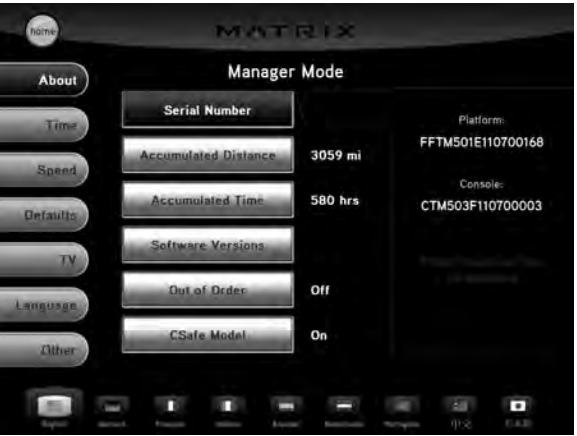 home
MATRIX
Manager Mode
About
Time
Speed
Defaults
TV
Language
Other
Serial Number
Accumulated Distance
3059 mi
Accumulated Time
580 hrs
Software Versions
Out of Order
Off
CSafe Model
On
Platform:
FFTM501E110700168
Console:
CTM503F110700003
English
中文